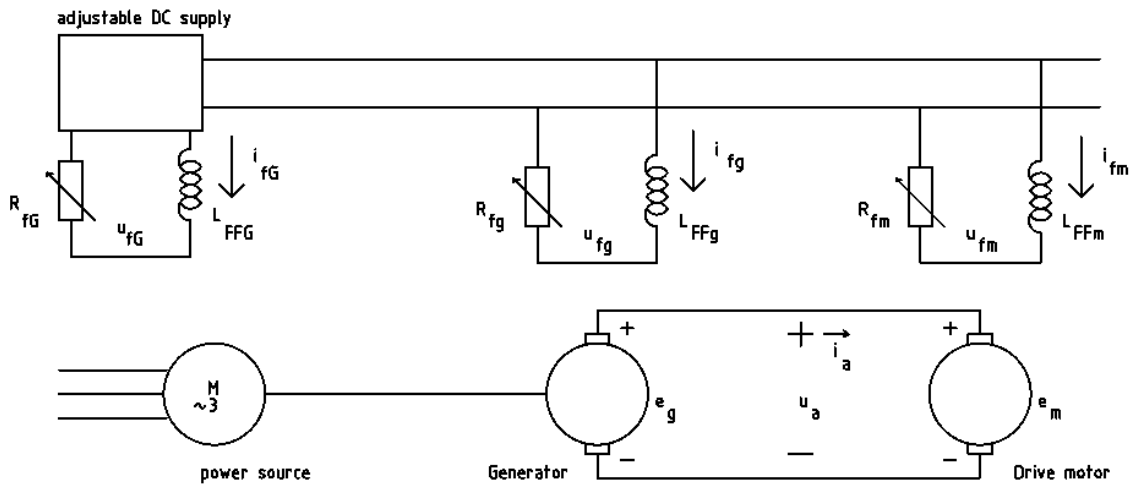 adjustable DC supply
R fG
u fG
L FFG
i fG
R fg
u fg
L FFg
i fg
R fm
u fm
L FFm
i fm
M
~3
power source
Generator
+
-
e g
+
i a
u a
-
+
-
e m
Drive motor